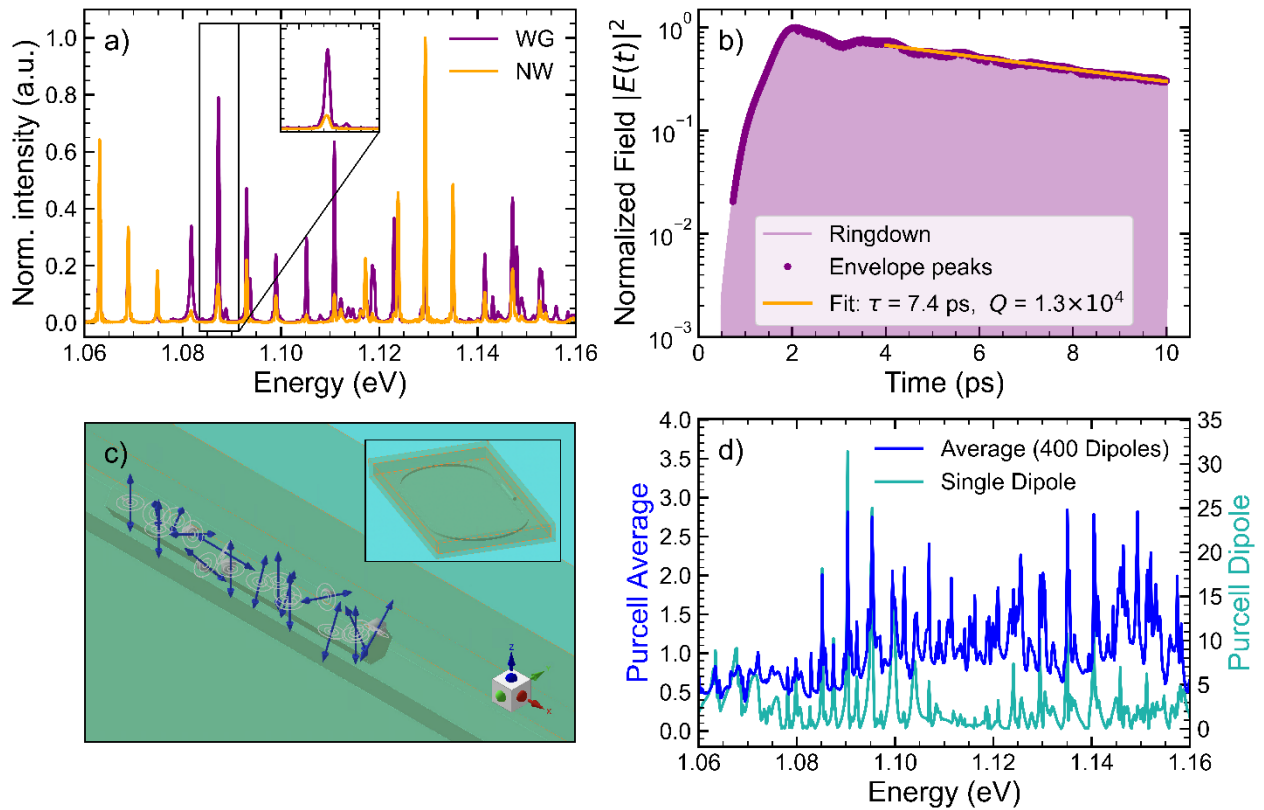 a)
WG
NW
Norm. intensity (a.u.)
1.0
0.8
0.6
0.4
0.2
0.0
1.06
1.08
1.10
1.12
1.14
1.16
Energy (eV)
b)
Normalized Field |E(t)|²
10⁰
10⁻¹
10⁻²
10⁻³
Ringdown
Envelope peaks
Fit: τ = 7.4 ps, Q = 1.3×10⁴
0
2
4
6
8
10
Time (ps)
c)
z
x
d)
Average (400 Dipoles)
Single Dipole
Purcell Average
4.0
3.5
3.0
2.5
2.0
1.5
1.0
0.5
0.0
35
30
25
20
15
10
5
0
Purcell Dipole
1.06
1.08
1.10
1.12
1.14
1.16
Energy (eV)